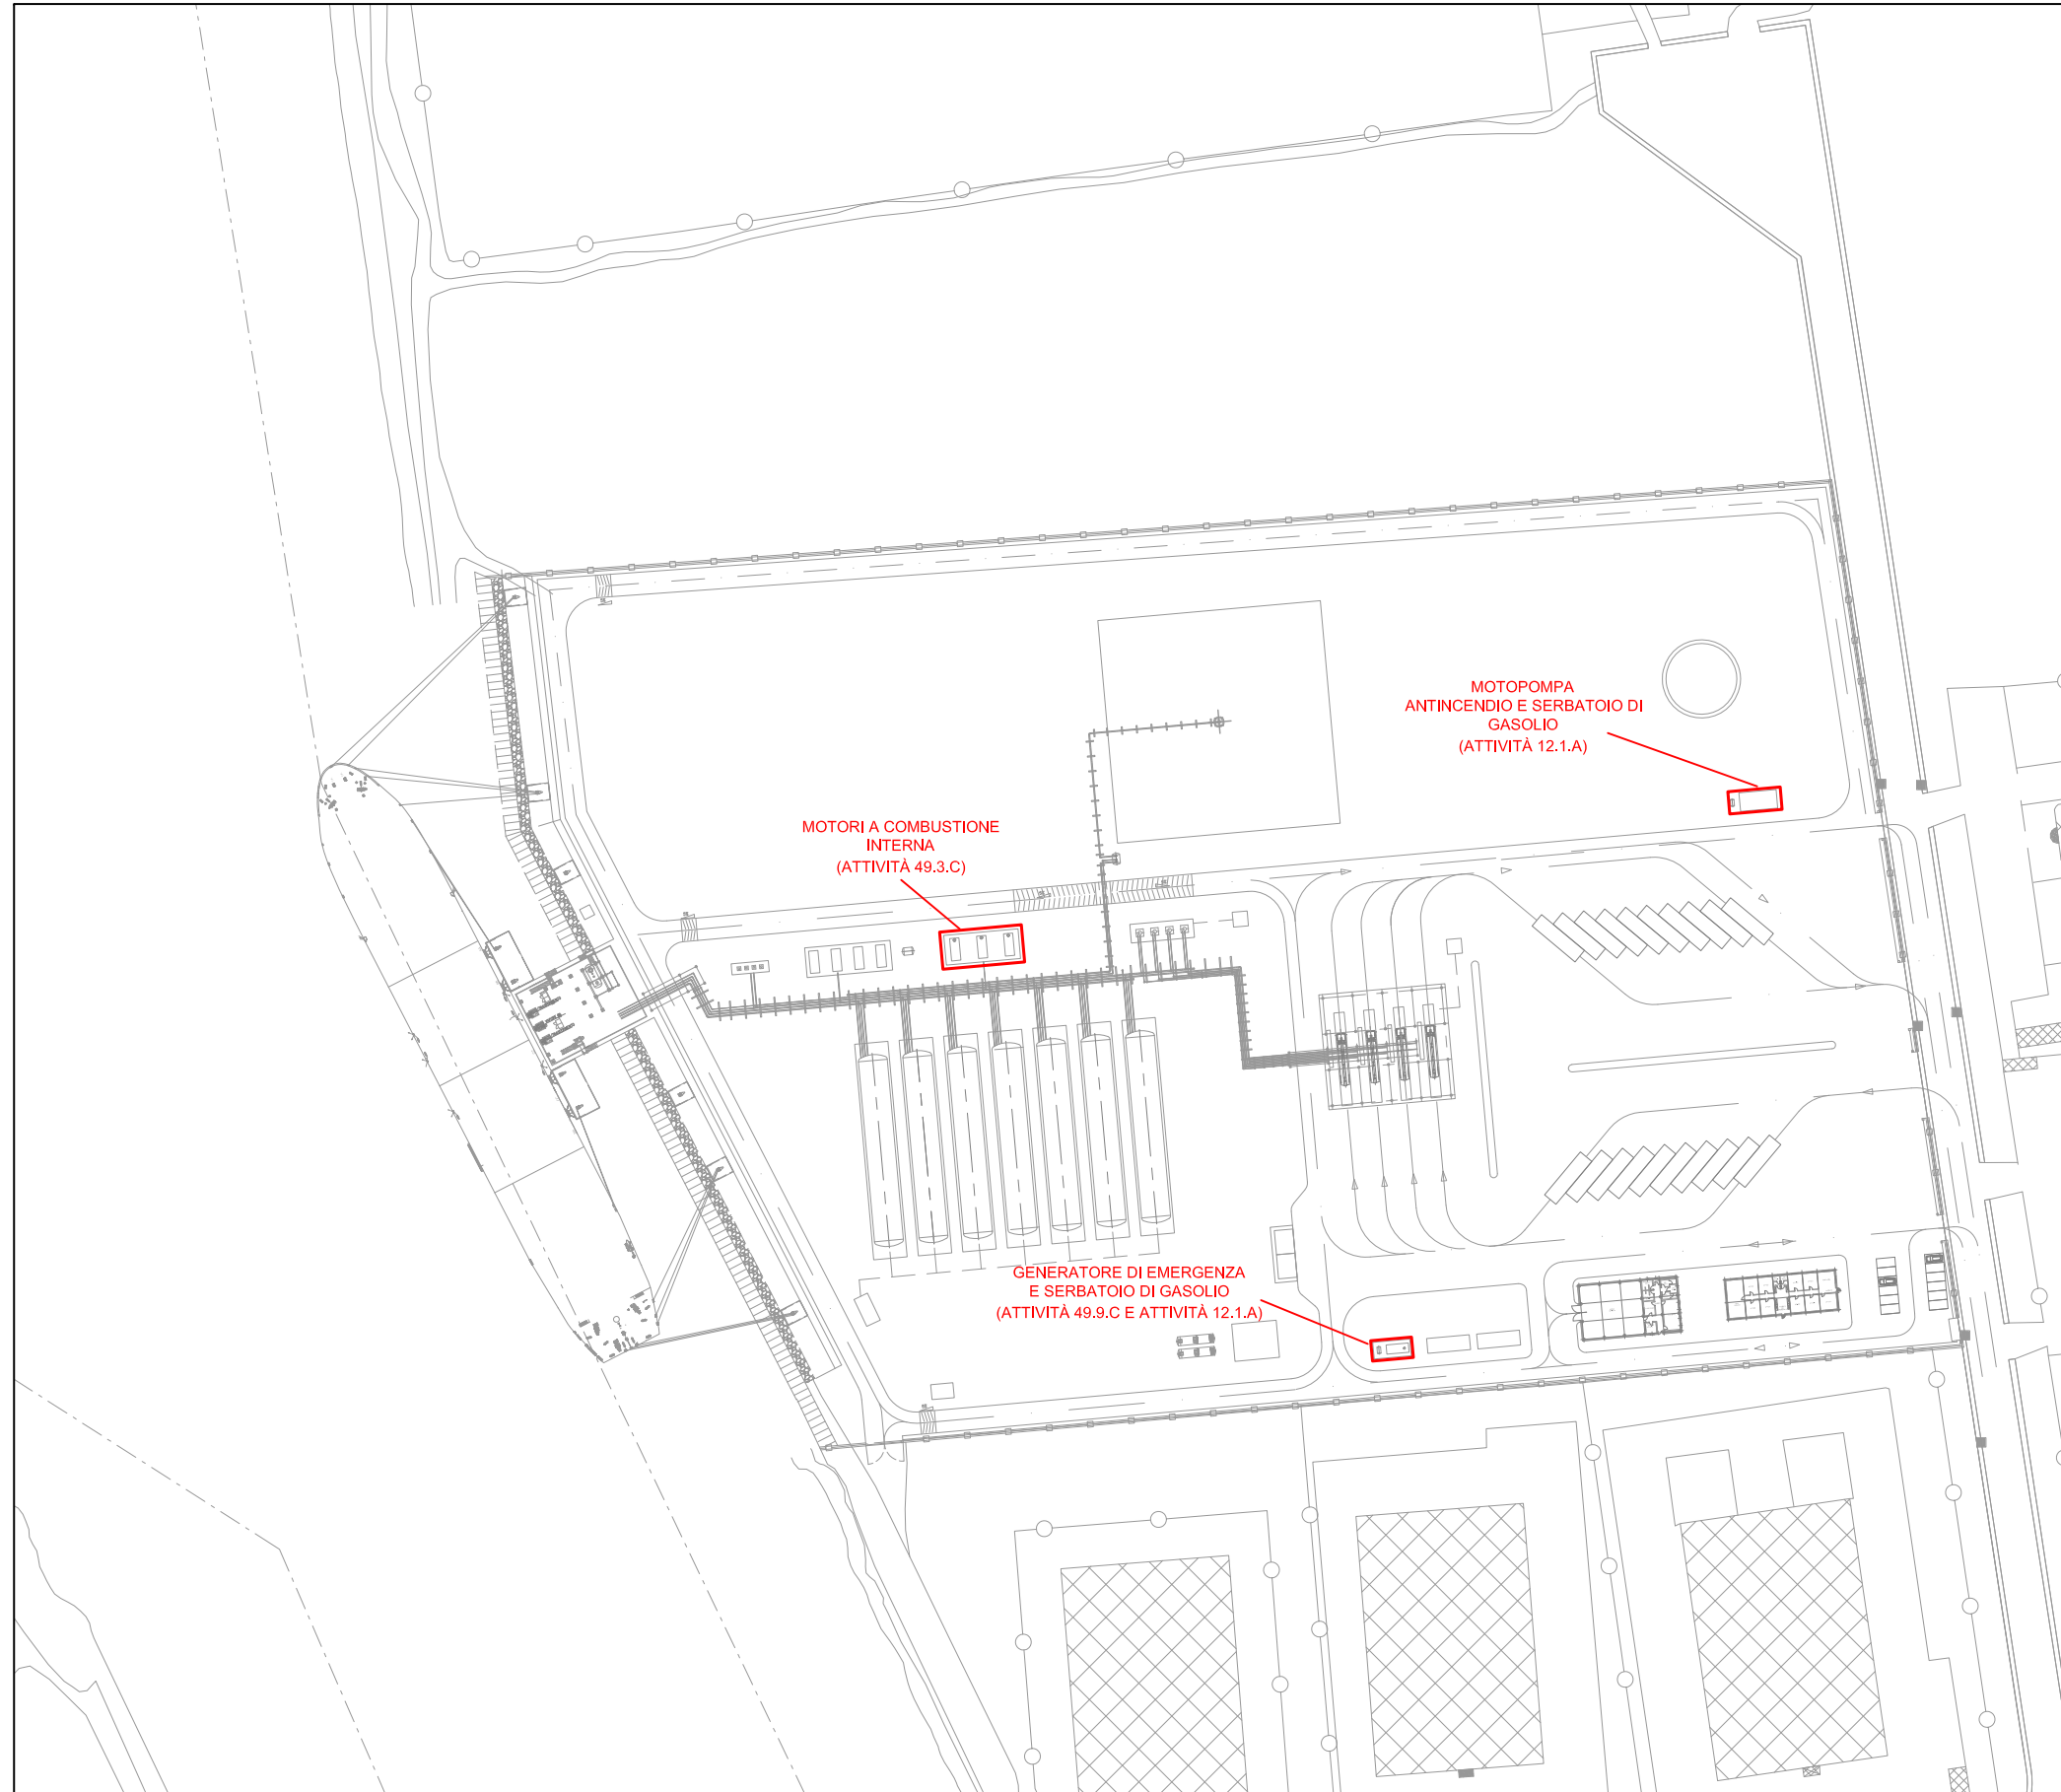 MOTOPOMPA
ANTINCENDIO E SERBATOIO DI
GASOLIO
(ATTIVITÀ 12.1.A)
MOTORI A COMBUSTIONE
INTERNA
(ATTIVITÀ 49.3.C)
GENERATORE DI EMERGENZA
E SERBATOIO DI GASOLIO
(ATTIVITÀ 49.9.C E ATTIVITÀ 12.1.A)